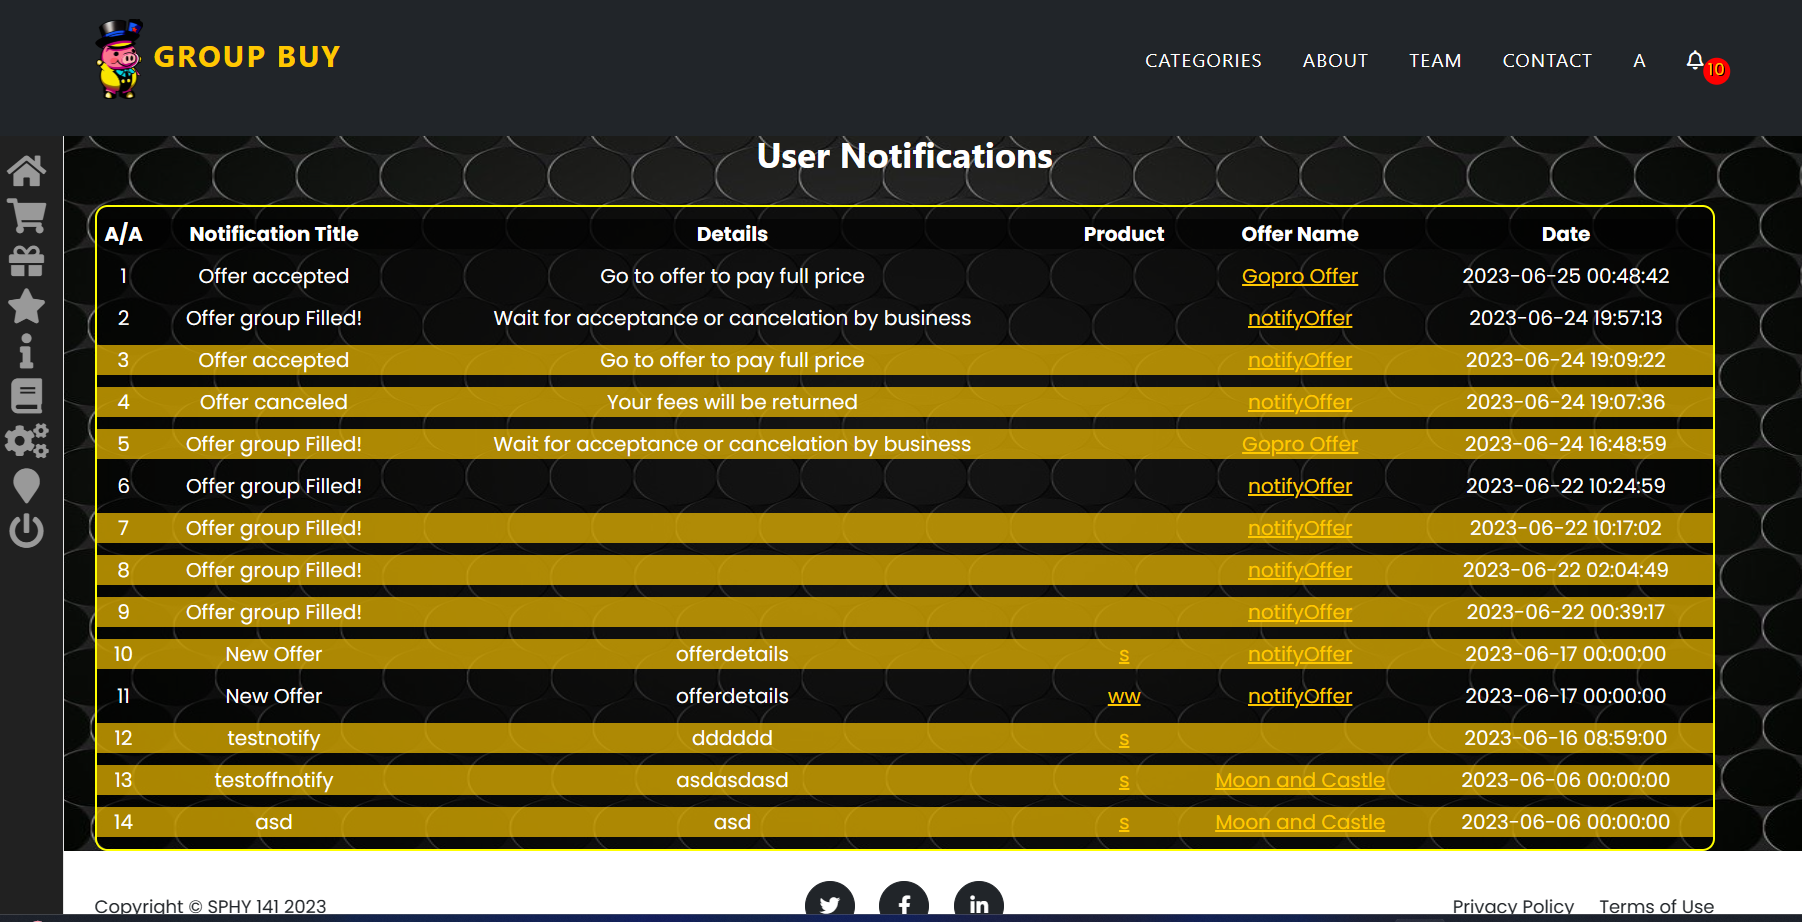 GROUP BUY
CATEGORIES ABOUT TEAM CONTACT A 10
User Notifications
A/A Notification Title Details Product Offer Name Date
1 Offer accepted Go to offer to pay full price Gopro Offer 2023-06-25 00:48:42
2 Offer group Filled! Wait for acceptance or cancelation by business notifyOffer 2023-06-24 19:57:13
3 Offer accepted Go to offer to pay full price notifyOffer 2023-06-24 19:09:22
4 Offer canceled Your fees will be returned notifyOffer 2023-06-24 19:07:36
5 Offer group Filled! Wait for acceptance or cancelation by business Gopro Offer 2023-06-24 16:48:59
6 Offer group Filled! notifyOffer 2023-06-22 10:24:59
7 Offer group Filled! notifyOffer 2023-06-22 10:17:02
8 Offer group Filled! notifyOffer 2023-06-22 02:04:49
9 Offer group Filled! notifyOffer 2023-06-22 00:39:17
10 New Offer offerdetails s notifyOffer 2023-06-17 00:00:00
11 New Offer offerdetails ww notifyOffer 2023-06-17 00:00:00
12 testnotify dddddd s 2023-06-16 08:59:00
13 testoffnotify asdasdasd s Moon and Castle 2023-06-06 00:00:00
14 asd asd s Moon and Castle 2023-06-06 00:00:00
Copyright © SPHY 141 2023 Privacy Policy Terms of Use